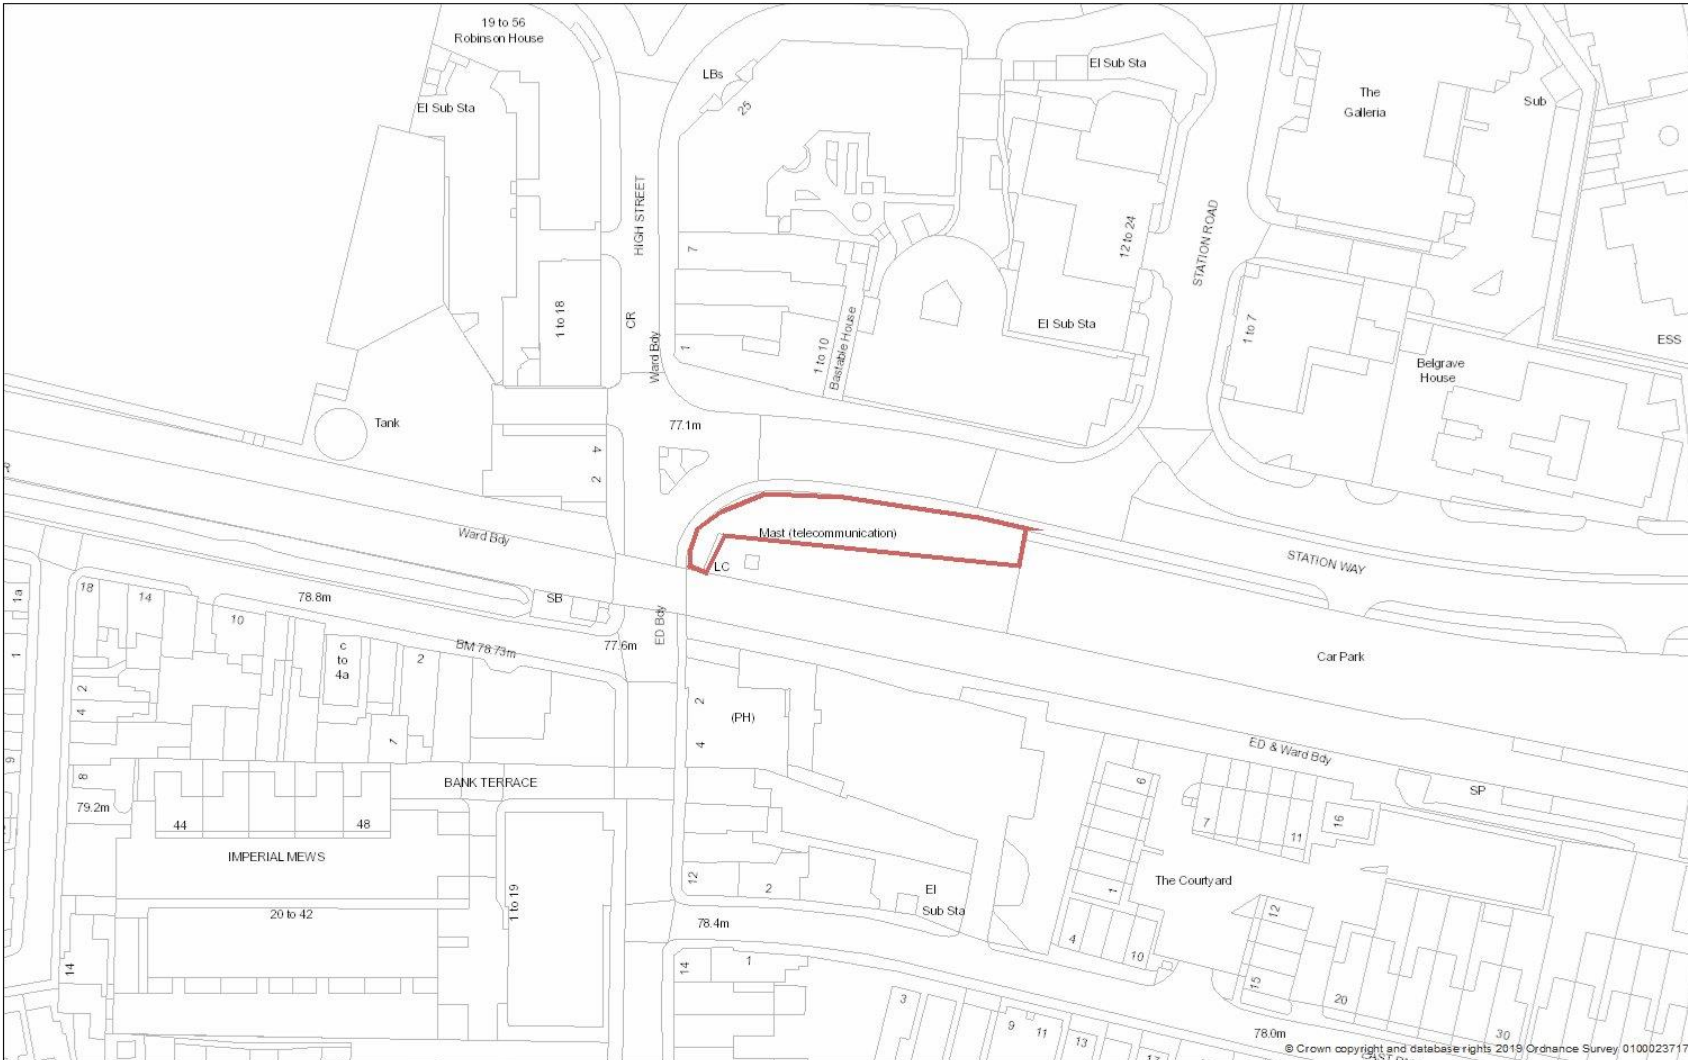 19 to 56
Robinson House
El Sub Sta
LBs
25
El Sub Sta
The
Galleria
Sub
HIGH STREET
CR
Ward Bdy
1 to 18
7
1
1 to 10
Bastable House
12 to 24
El Sub Sta
STATION ROAD
1 to 7
ESS
Belgrave
House
Tank
4
2
77.1m
Ward Bdy
Mast (telecommunication)
LC
STATION WAY
1a
1
18
14
78.8m
10
SB
ED Bdy
77.6m
BM 78.73m
c
to
4a
2
2
4
7
Car Park
2
(PH)
4
ED & Ward Bdy
9
8
79.2m
BANK TERRACE
SP
44
48
IMPERIAL MEWS
6
7
11
16
20 to 42
1 to 19
12
2
El
Sub Sta
1
The Courtyard
12
78.4m
4
10
14
14
1
15
20
30
3
9
11
13
17
78.0m
© Crown copyright and database rights 2019 Ordnance Survey 0100023717